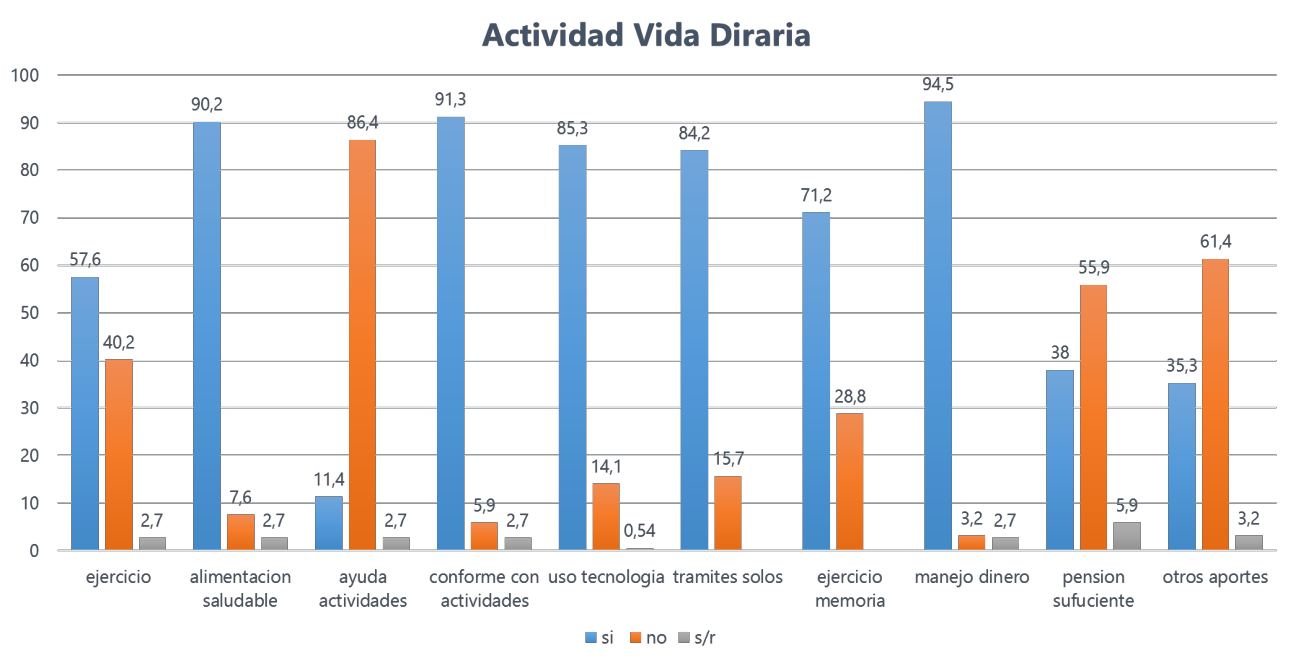 Actividad Vida Diraria
100
90
80
70
60
50
40
30
20
10
0
57,6
40,2
2,7
90,2
7,6
2,7
11,4
86,4
2,7
91,3
5,9
2,7
85,3
14,1
0,54
84,2
15,7
71,2
28,8
94,5
3,2
2,7
38
55,9
5,9
35,3
61,4
3,2
ejercicio
alimentacion
saludable
ayuda
actividades
conforme con
actividades
uso tecnologia
tramites solos
ejercicio
memoria
manejo dinero
pension
sufuciente
otros aportes
si no s/r